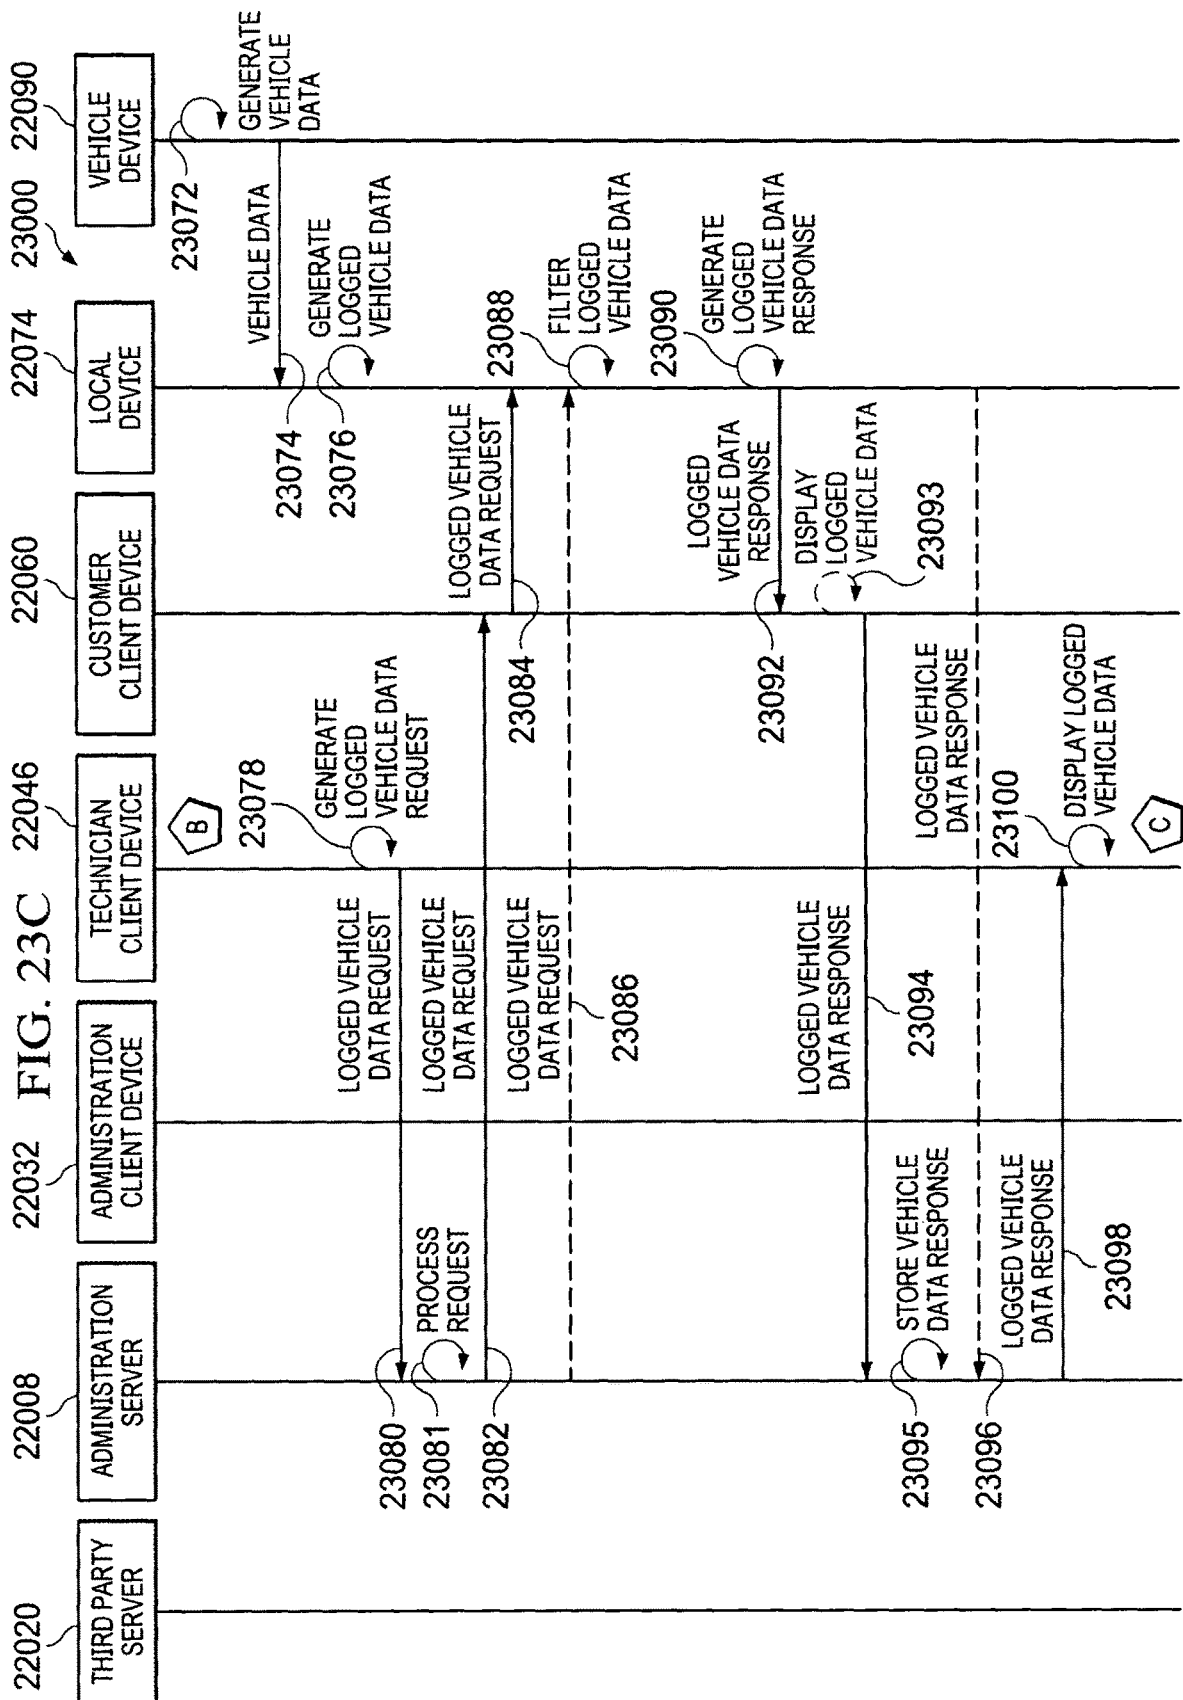 FIG. 23C
23000
22020
THIRD PARTY
SERVER
22008
ADMINISTRATION
SERVER
22032
ADMINISTRATION
CLIENT DEVICE
22046
TECHNICIAN
CLIENT DEVICE
22060
CUSTOMER
CLIENT DEVICE
22074
LOCAL
DEVICE
22090
VEHICLE
DEVICE
B
23072
GENERATE
VEHICLE
DATA
VEHICLE DATA
23074
GENERATE
LOGGED
VEHICLE DATA
23076
23078
GENERATE
LOGGED
VEHICLE DATA
REQUEST
LOGGED VEHICLE
DATA REQUEST
23080
23081
PROCESS
REQUEST
LOGGED VEHICLE
DATA REQUEST
23082
LOGGED VEHICLE
DATA REQUEST
23084
LOGGED VEHICLE
DATA REQUEST
23086
23088
FILTER
LOGGED
VEHICLE DATA
23090
GENERATE
LOGGED
VEHICLE DATA
RESPONSE
LOGGED
VEHICLE DATA
RESPONSE
23092
DISPLAY
LOGGED
VEHICLE DATA
23093
LOGGED VEHICLE
DATA RESPONSE
23094
23095
STORE VEHICLE
DATA RESPONSE
LOGGED VEHICLE
DATA RESPONSE
23096
LOGGED VEHICLE
DATA RESPONSE
23098
23100
DISPLAY LOGGED
VEHICLE DATA
C